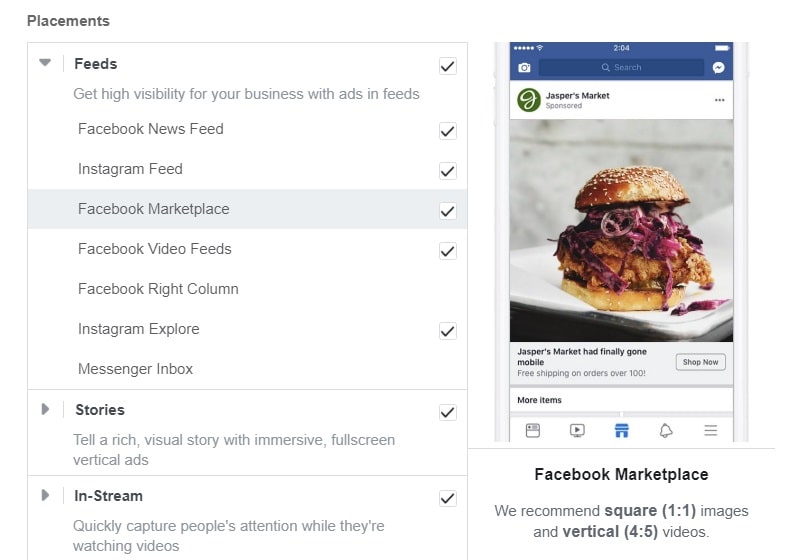 Placements
Feeds
Get high visibility for your business with ads in feeds
Facebook News Feed
Instagram Feed
Facebook Marketplace
Facebook Video Feeds
Facebook Right Column
Instagram Explore
Messenger Inbox
Stories
Tell a rich, visual story with immersive, fullscreen
vertical ads
In-Stream
Quickly capture people's attention while they're
watching videos
2:04
Search
Jasper's Market
Sponsored
Jasper's Market had finally gone
mobile
Free shipping on orders over 100!
Shop Now
More items
Facebook Marketplace
We recommend square (1:1) images
and vertical (4:5) videos.